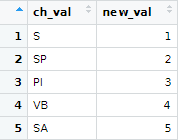 ch_val new_val
1 S 1
2 SP 2
3 PI 3
4 VB 4
5 SA 5